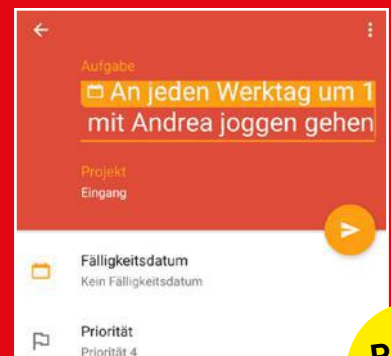 Aufgabe
An jeden Werktag um 1
mit Andrea joggen gehen
Projekt
Eingang
Fälligkeitsdatum
Kein Fälligkeitsdatum
Priorität
Priorität 4